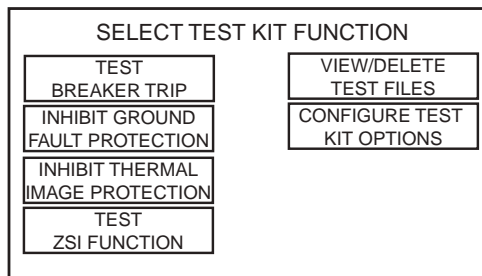 SELECT TEST KIT FUNCTION
TEST
BREAKER TRIP
INHIBIT GROUND
FAULT PROTECTION
INHIBIT THERMAL
IMAGE PROTECTION
TEST
ZSI FUNCTION
VIEW/DELETE
TEST FILES
CONFIGURE TEST
KIT OPTIONS